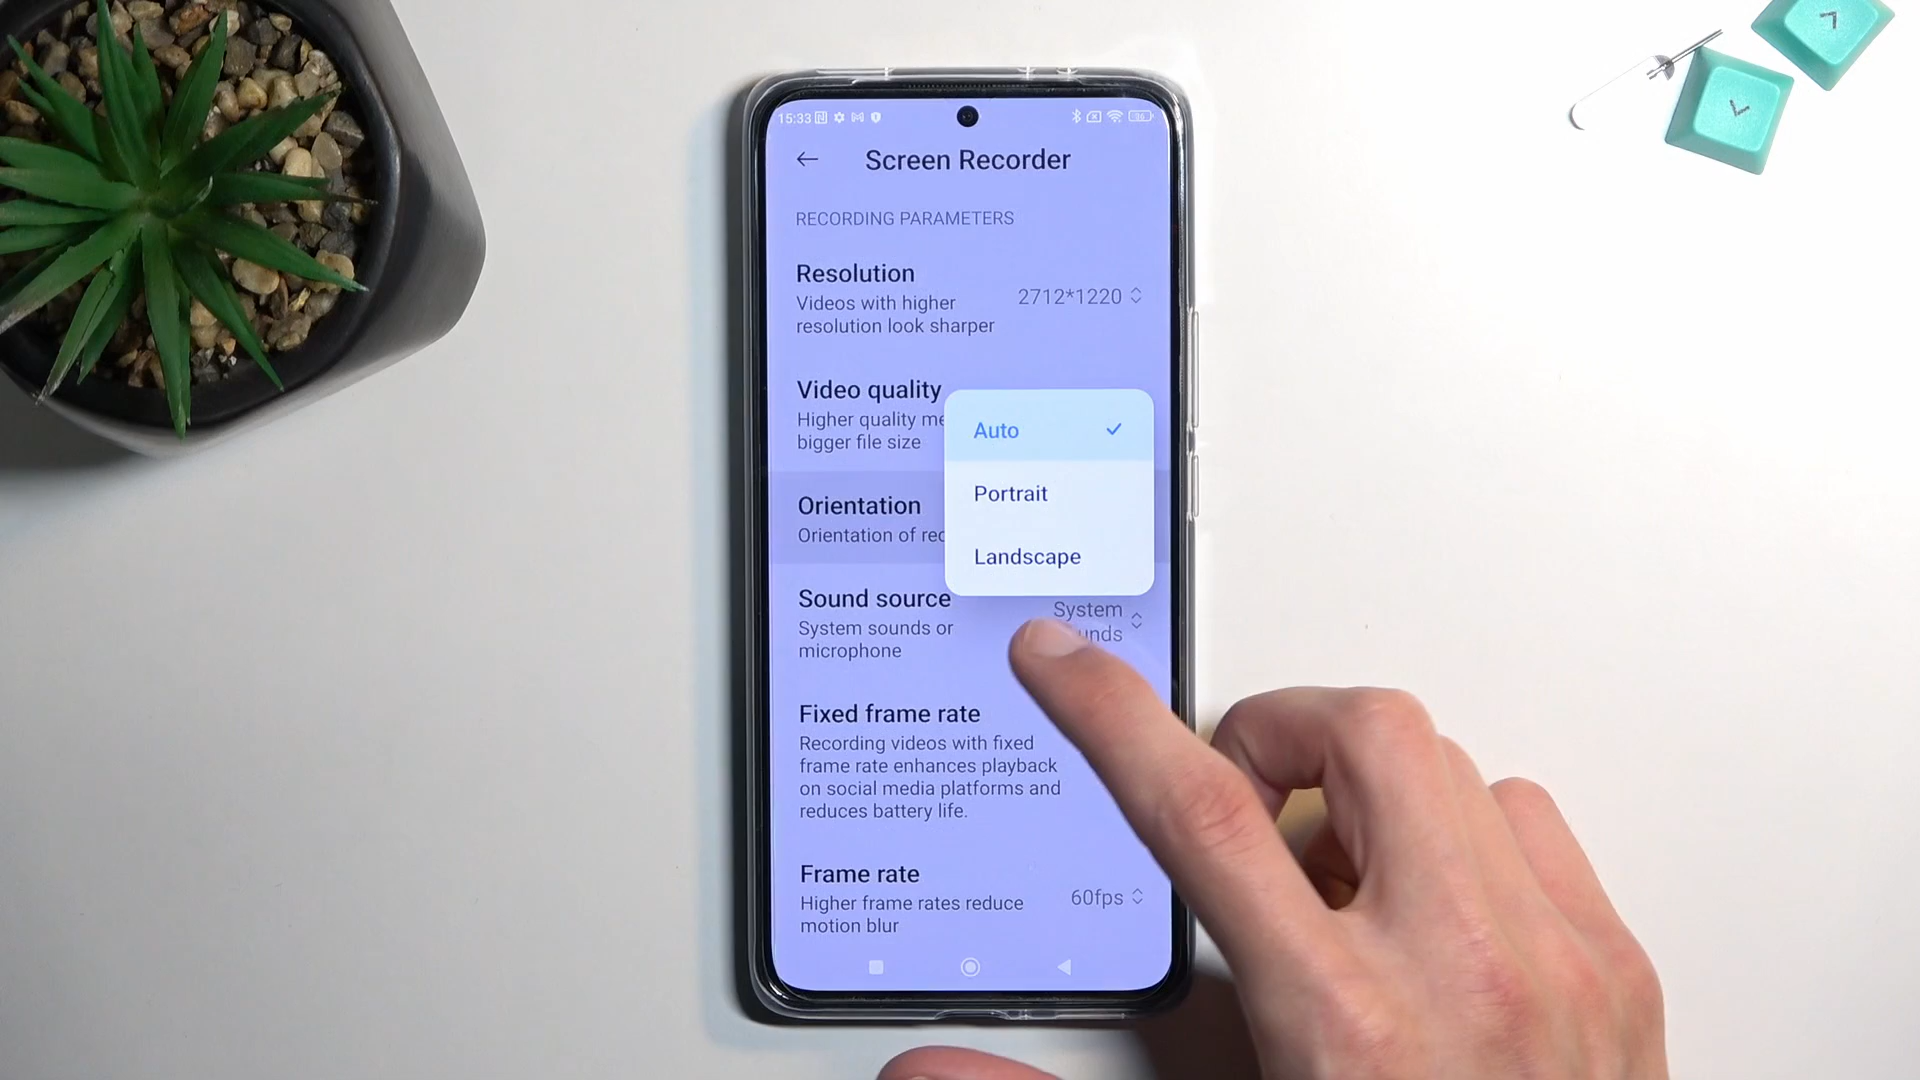 15:33
Screen Recorder
RECORDING PARAMETERS
Resolution
Videos with higher
resolution look sharper
2712*1220
Video quality
Higher quality
bigger file size
Auto
Portrait
Landscape
Orientation
Orientation of
Sound source
System sounds or
microphone
System
Fixed frame rate
Recording videos with fixed
frame rate enhances playback
on social media platforms and
reduces battery life.
Frame rate
Higher frame rates reduce
motion blur
60fps